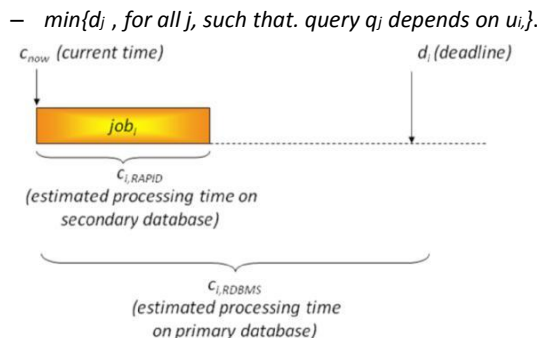 – min{dj , for all j, such that. query qj depends on ui,}.
cnow (current time)
di (deadline)
jobi
ci,RAPID
(estimated processing time on
secondary database)
ci,RDBMS
(estimated processing time
on primary database)